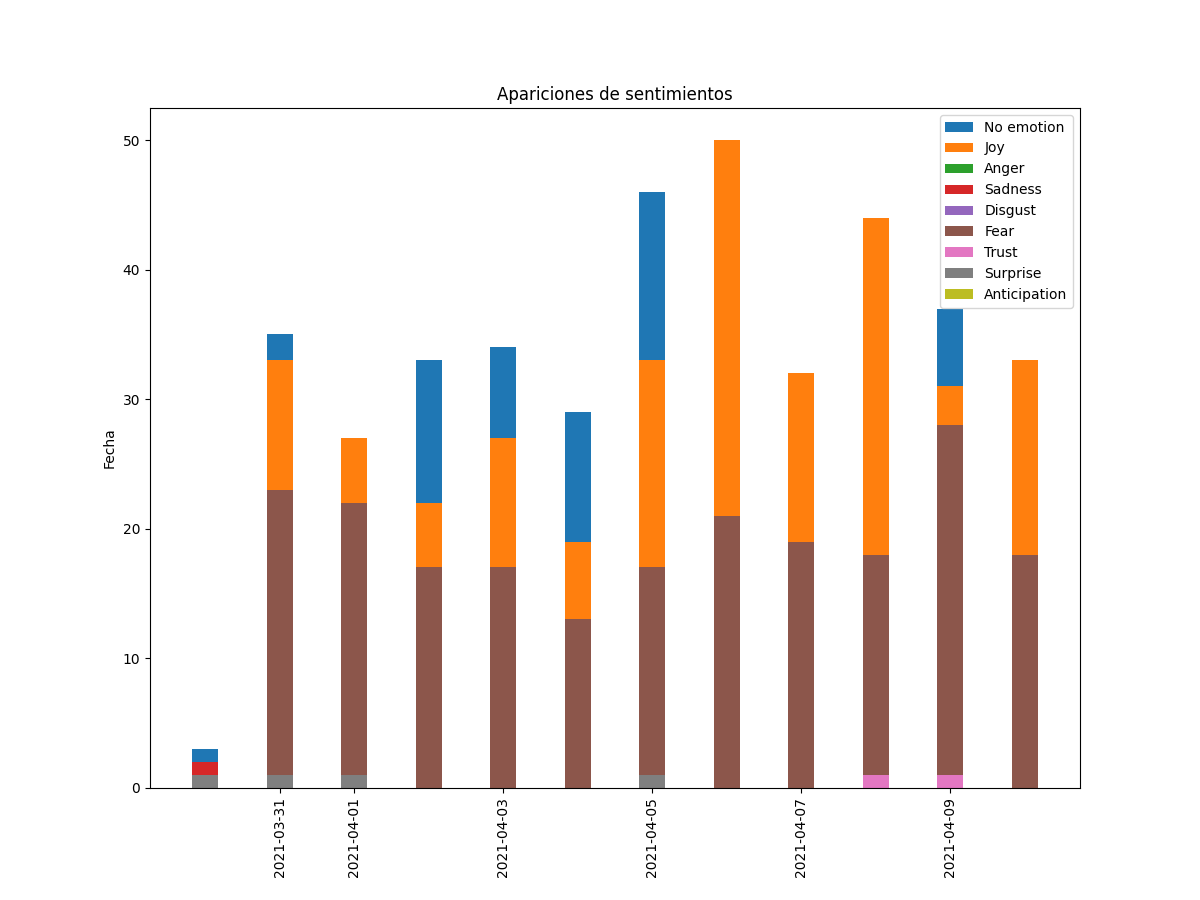 Apariciones de sentimientos
No emotion
Joy
Anger
Sadness
Disgust
Fear
Trust
Surprise
Anticipation
Fecha
50
40
30
20
10
0
2021-03-31
2021-04-01
2021-04-03
2021-04-05
2021-04-07
2021-04-09